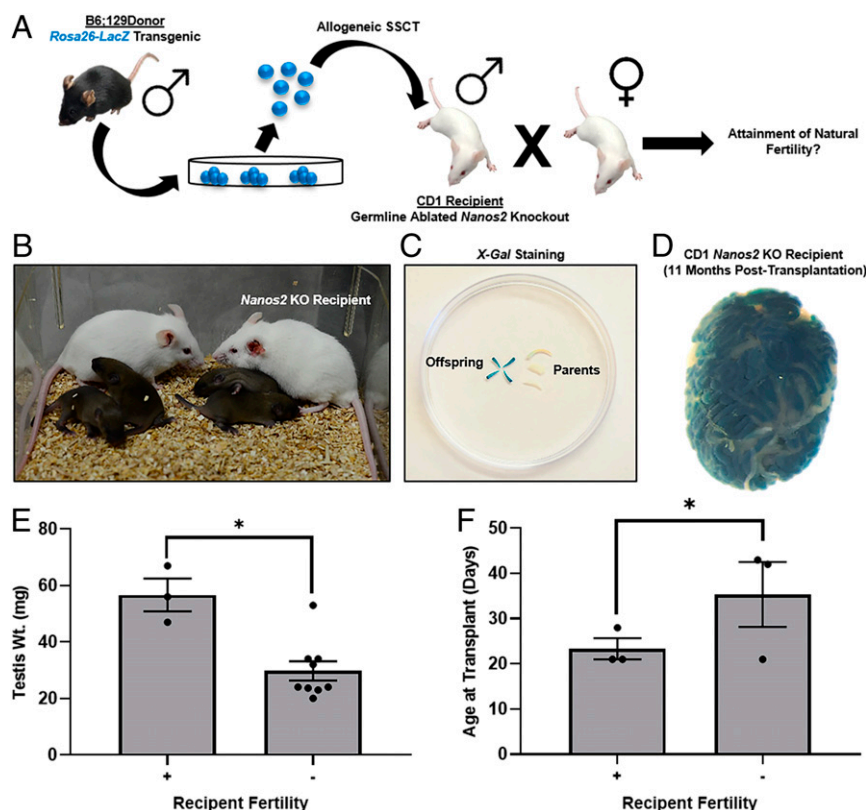 A
B6;129Donor
Rosa26-LacZ Transgenic
Allogeneic SSCT
X
Attainment of Natural
Fertility?
CD1 Recipient
Germline Ablated Nanos2 Knockout
B
Nanos2 KO Recipient
C
X-Gal Staining
Offspring
Parents
D
CD1 Nanos2 KO Recipient
(11 Months Post-Transplantation)
E
Testis Wt. (mg)
80
60
40
20
0
*
+
-
Recipent Fertility
F
Age at Transplant (Days)
50
40
30
20
10
0
*
+
-
Recipent Fertility